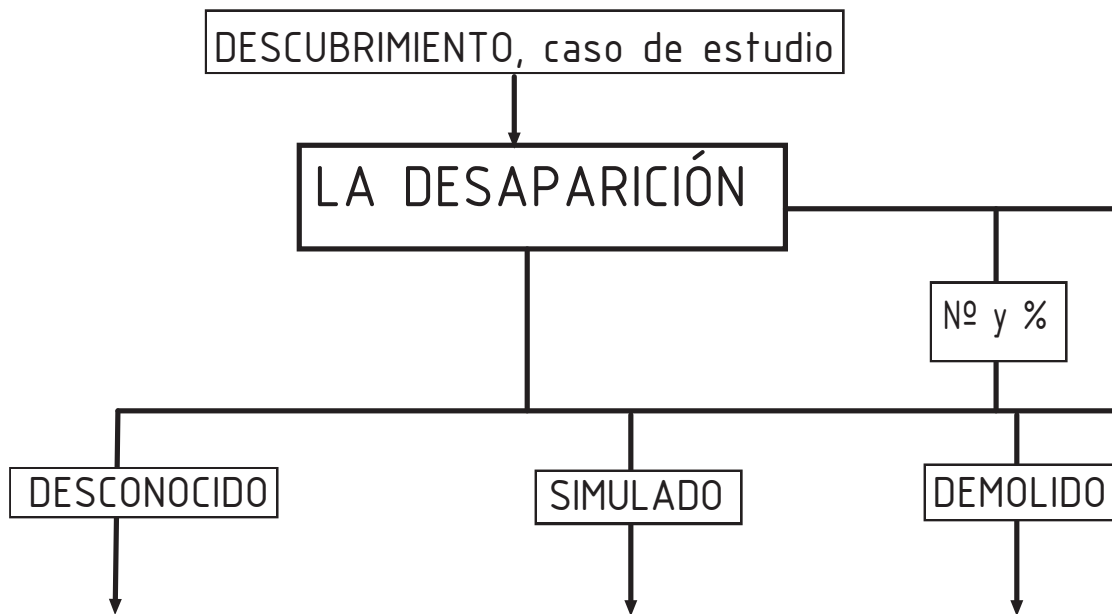 DESCUBRIMIENTO, caso de estudio
LA DESAPARICIÓN
Nº y %
DESCONOCIDO
SIMULADO
DEMOLIDO